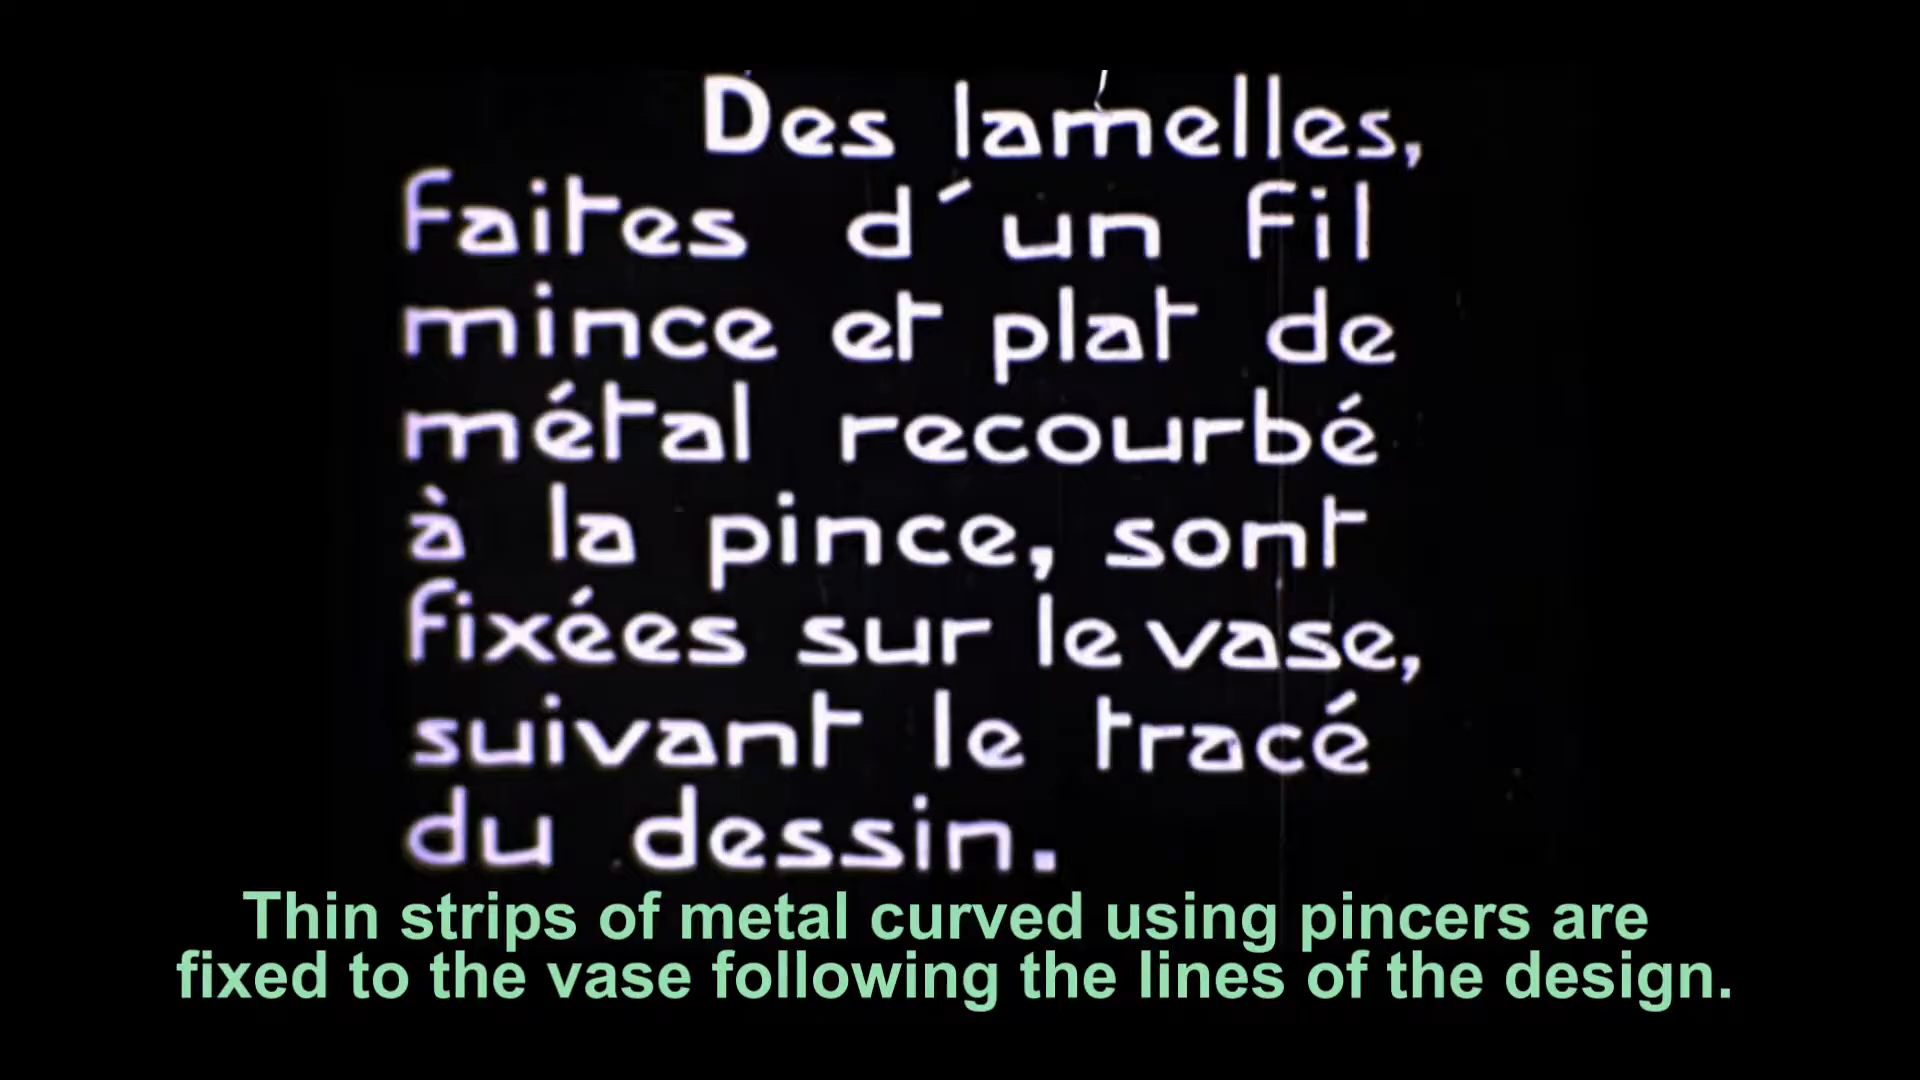 Des lamelles,
faites d´un fil
mince et plat de
métal recourbé
à la pince, sont
fixées sur le vase,
suivant le tracé
du dessin.
Thin strips of metal curved using pincers are
fixed to the vase following the lines of the design.